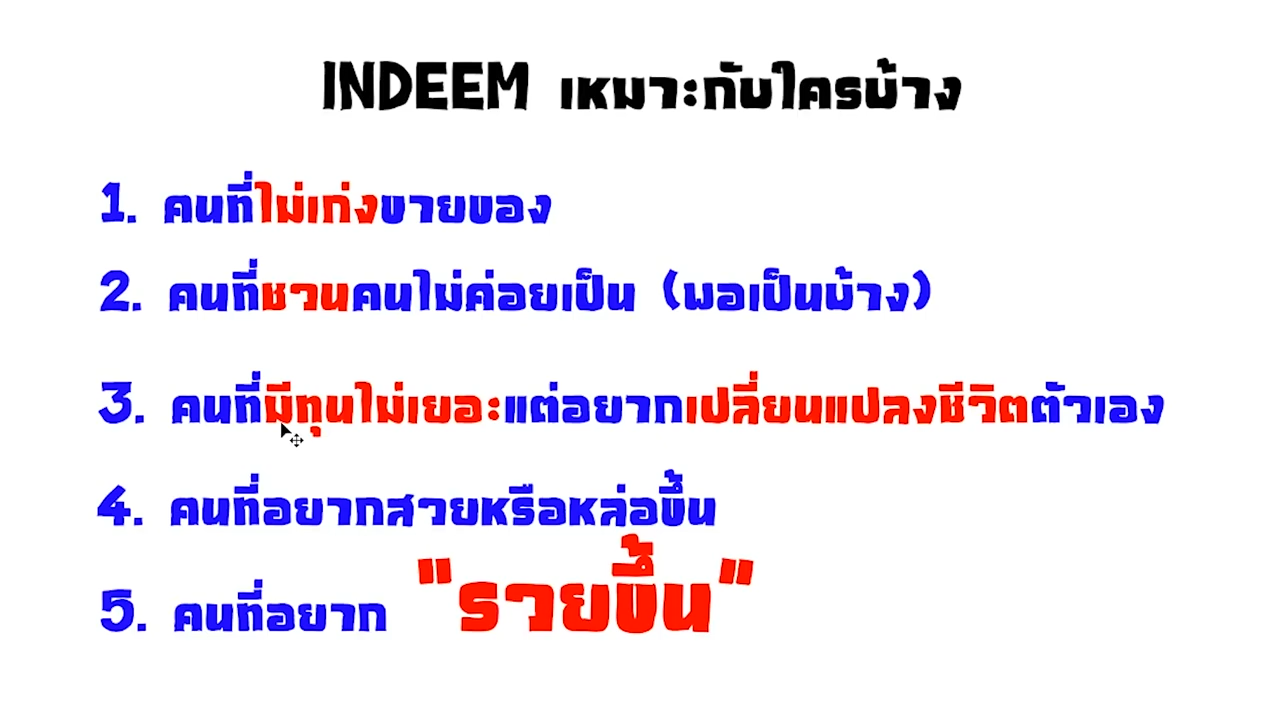 INDEEM เหมาะกับใครบ้าง
1. คนที่ไม่เก่งขายของ
2. คนที่ชวนคนไม่ค่อยเป็น (พอเป็นบ้าง)
3. คนที่มีทุนไม่เยอะแต่อยากเปลี่ยนแปลงชีวิตตัวเอง
4. คนที่อยากสวยหรือหล่อขึ้น
5. คนที่อยาก "รวยขึ้น"